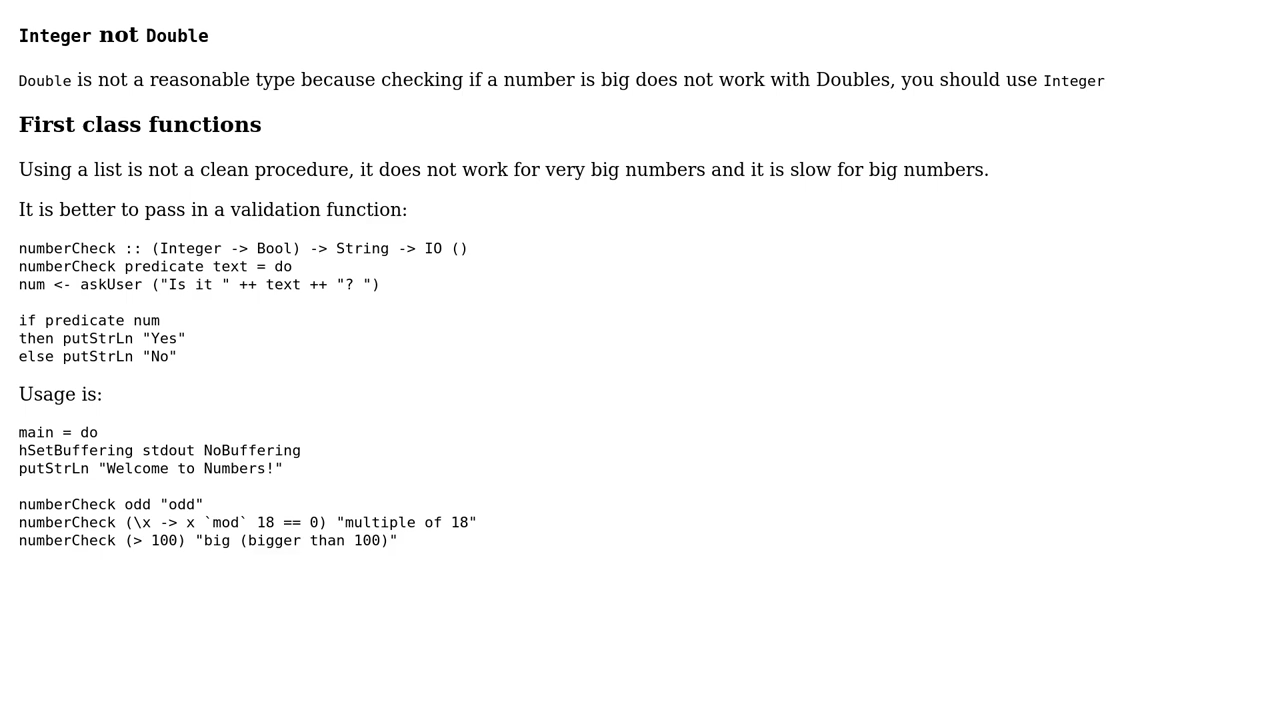 Integer not Double
Double is not a reasonable type because checking if a number is big does not work with Doubles, you should use Integer
First class functions
Using a list is not a clean procedure, it does not work for very big numbers and it is slow for big numbers.
It is better to pass in a validation function:
numberCheck :: (Integer -> Bool) -> String -> IO ()
numberCheck predicate text = do
num <- askUser ("Is it " ++ text ++ "? ")
if predicate num
then putStrLn "Yes"
else putStrLn "No"
Usage is:
main = do
hSetBuffering stdout NoBuffering
putStrLn "Welcome to Numbers!"
numberCheck odd "odd"
numberCheck (\x -> x `mod` 18 == 0) "multiple of 18"
numberCheck (> 100) "big (bigger than 100)"